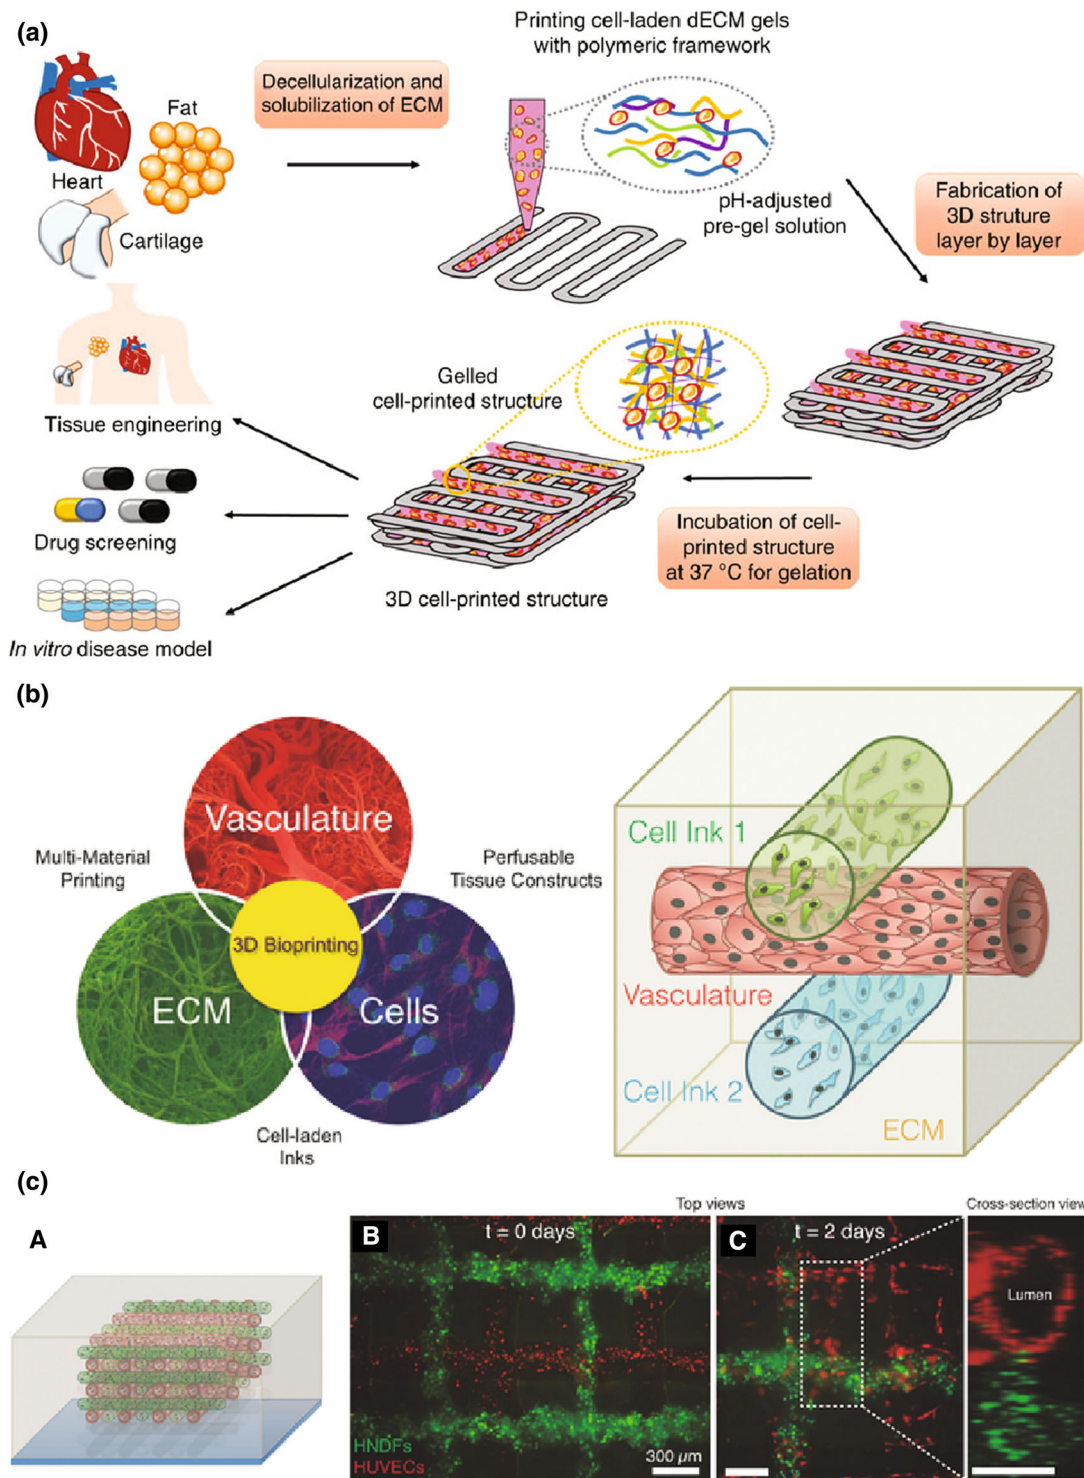 (a)
Printing cell-laden dECM gels
with polymeric framework
Decellularization and
solubilization of ECM
Fat
Heart
Cartilage
pH-adjusted
pre-gel solution
Fabrication of
3D struture
layer by layer
Gelled
cell-printed structure
Tissue engineering
Drug screening
In vitro disease model
3D cell-printed structure
Incubation of cell-
printed structure
at 37 °C for gelation
(b)
Vasculature
Multi-Material
Printing
Perfusable
Tissue Constructs
3D Bioprinting
ECM
Cells
Cell-laden
Inks
Cell Ink 1
Vasculature
Cell Ink 2
ECM
(c)
Top views
Cross-section view
A
B
t = 0 days
C
t = 2 days
Lumen
HNDFs
HUVECs
300 µm